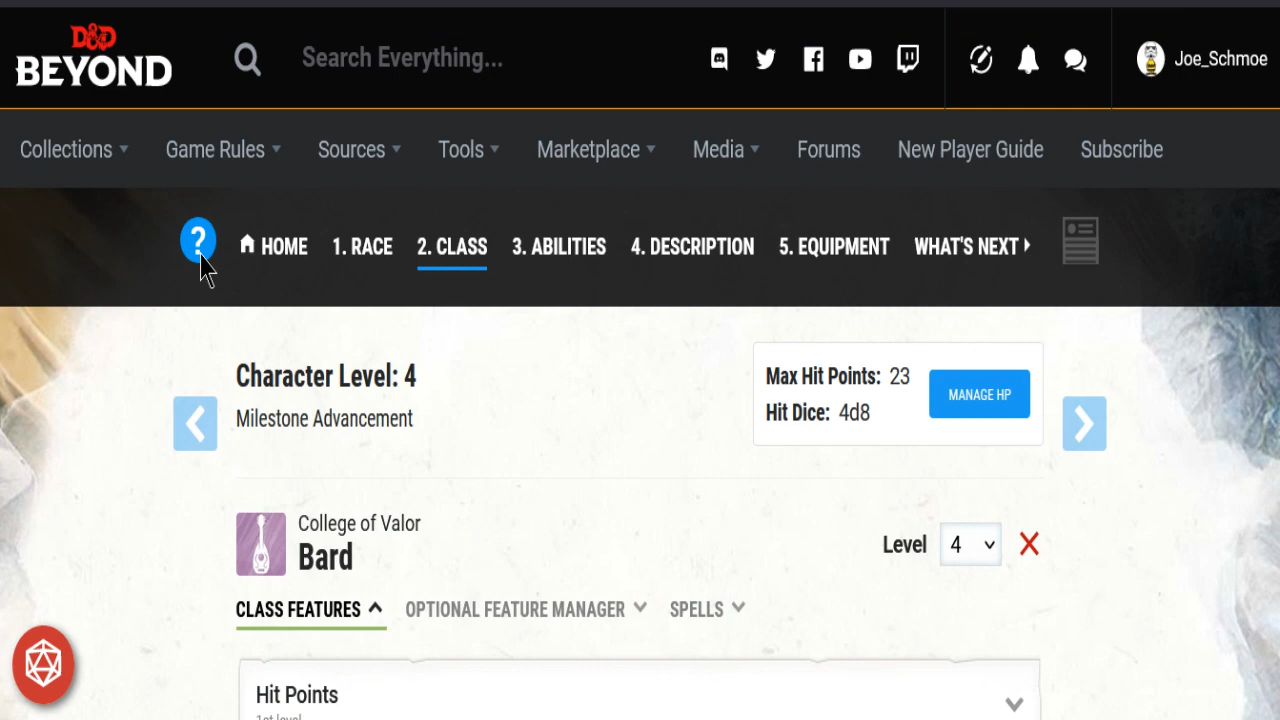 D&D
BEYOND
Search Everything...
Joe_Schmoe
Collections Game Rules Sources Tools Marketplace Media Forums New Player Guide Subscribe
? HOME 1. RACE 2. CLASS 3. ABILITIES 4. DESCRIPTION 5. EQUIPMENT WHAT'S NEXT
Character Level: 4
Milestone Advancement
Max Hit Points: 23
Hit Dice: 4d8
MANAGE HP
College of Valor
Bard
Level 4
CLASS FEATURES OPTIONAL FEATURE MANAGER SPELLS
Hit Points
1st level